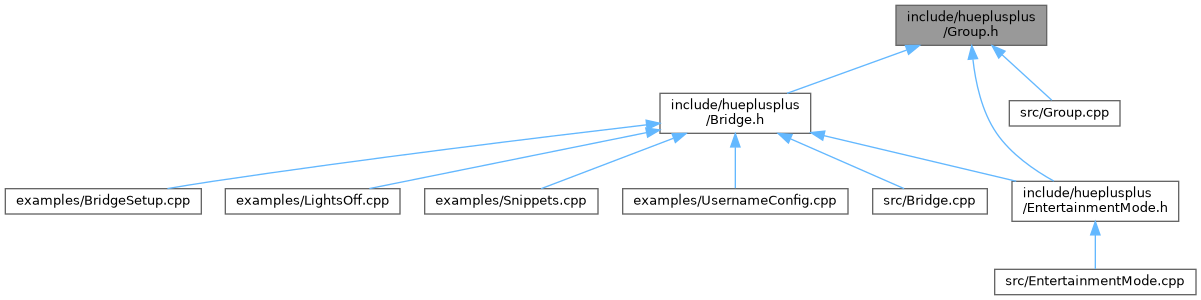 include/hueplusplus
/Group.h
include/hueplusplus
/Bridge.h
src/Group.cpp
examples/BridgeSetup.cpp
examples/LightsOff.cpp
examples/Snippets.cpp
examples/UsernameConfig.cpp
src/Bridge.cpp
include/hueplusplus
/EntertainmentMode.h
src/EntertainmentMode.cpp